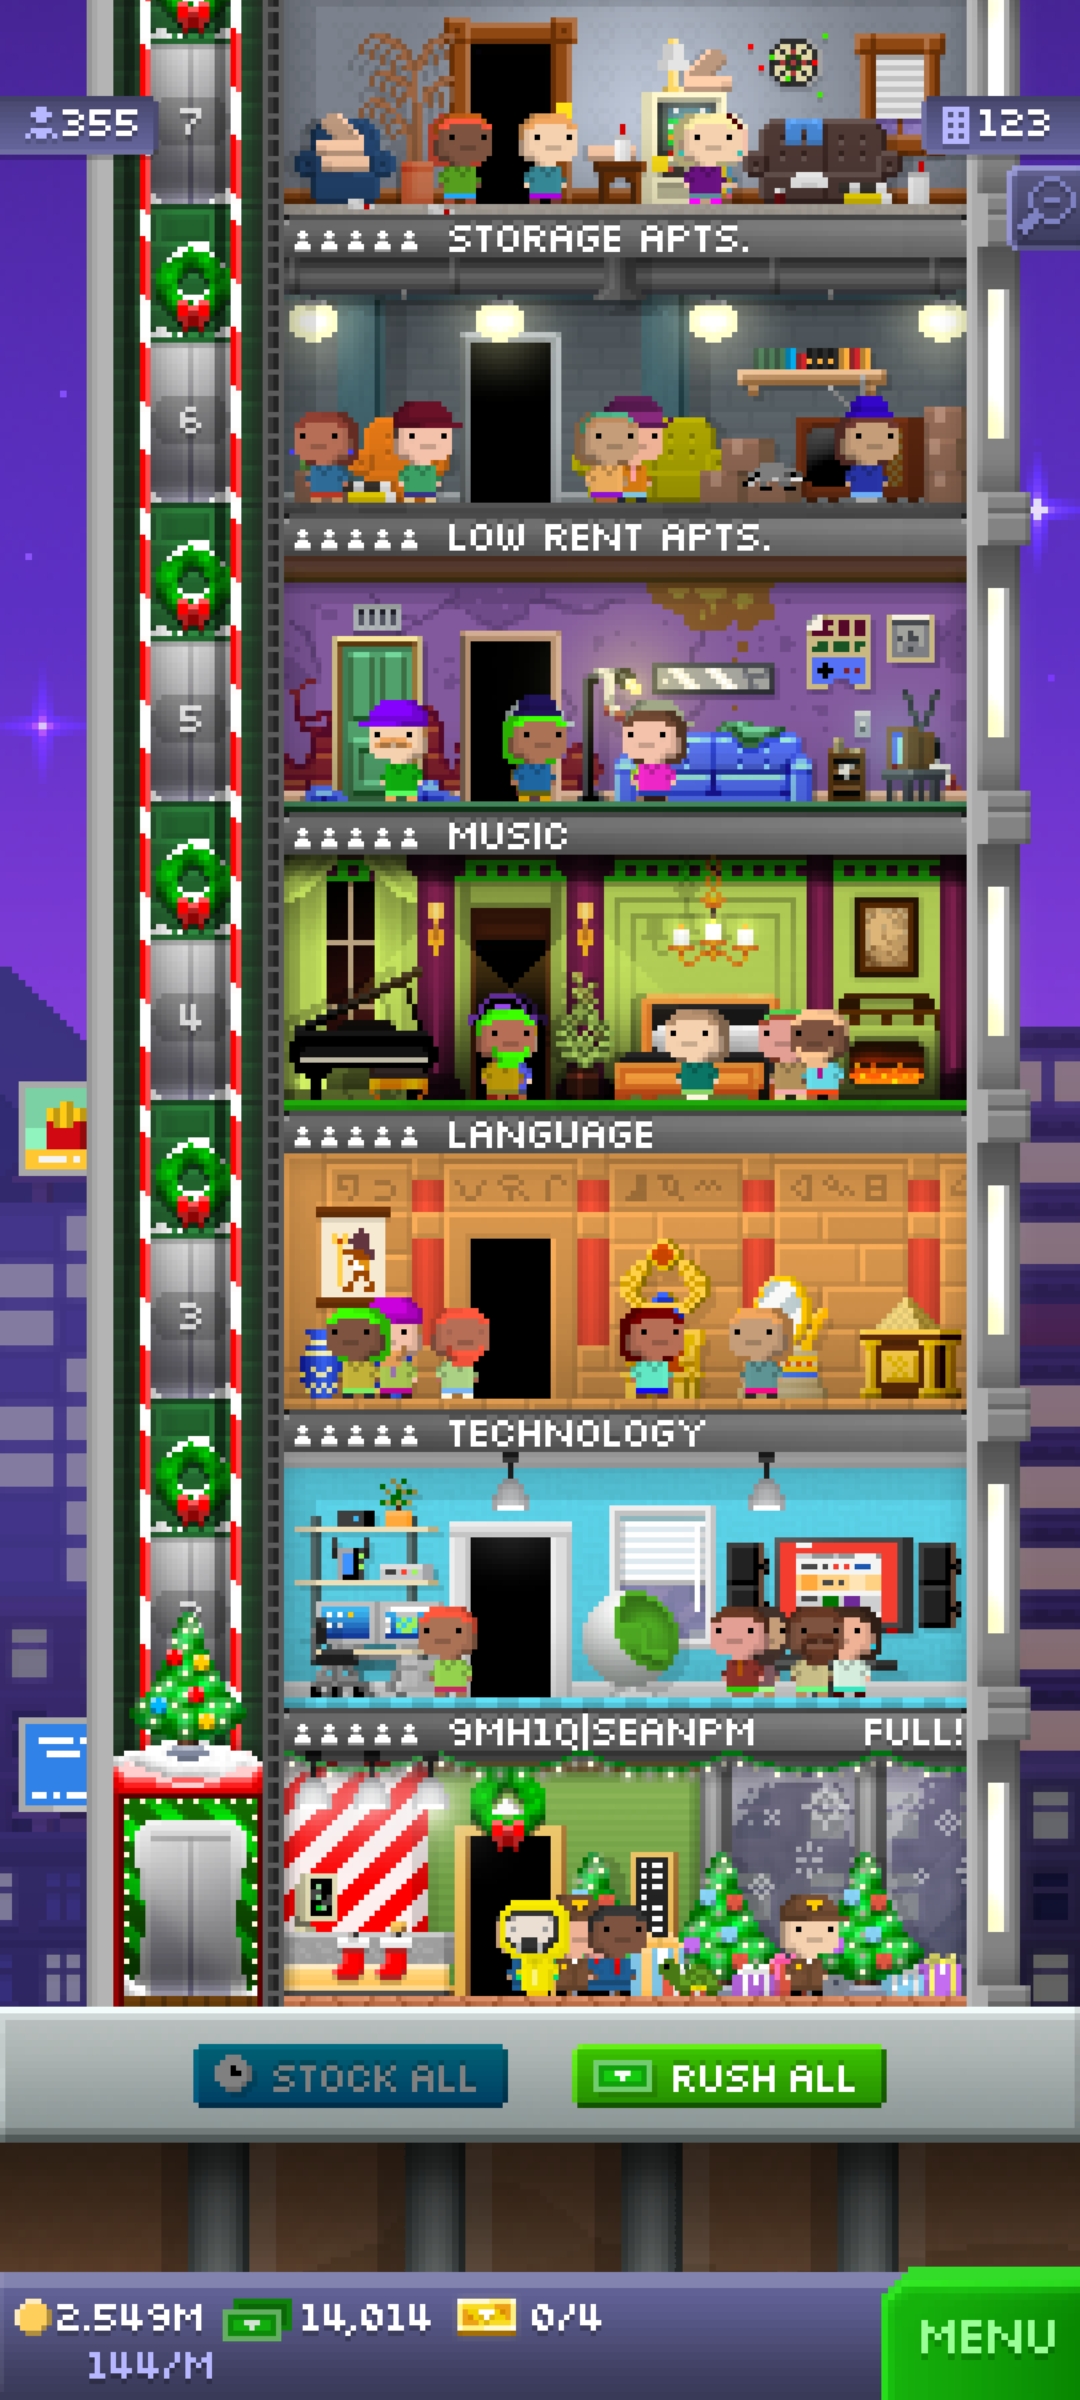 7
355
123
STORAGE APTS.
6
LOW RENT APTS.
5
MUSIC
4
LANGUAGE
3
TECHNOLOGY
9MH1Q|SEANPM FULL!
STOCK ALL
RUSH ALL
2.549M 14,014 0/4
144/M
MENU